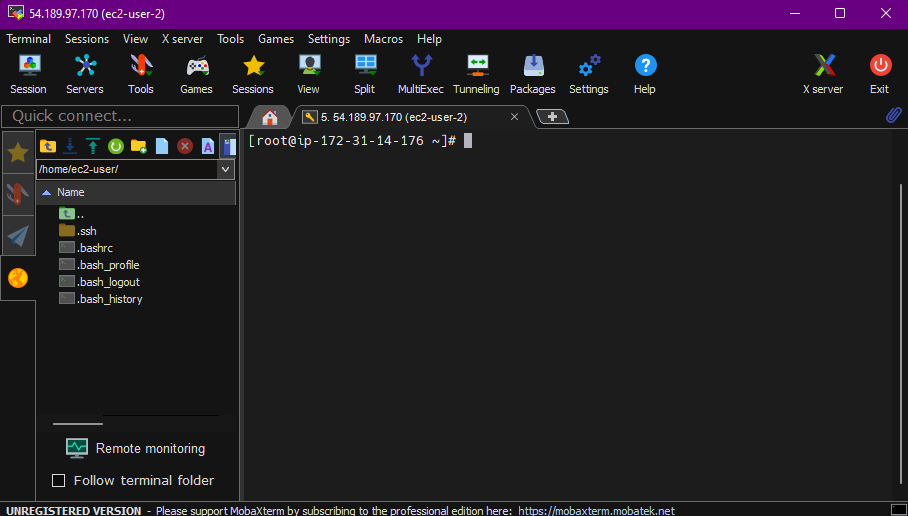 54.189.97.170 (ec2-user-2)
Terminal Sessions View X server Tools Games Settings Macros Help
Session Servers Tools Games Sessions View Split MultiExec Tunneling Packages Settings Help X server Exit
Quick connect...
5. 54.189.97.170 (ec2-user-2)
/home/ec2-user/
Name
..
.ssh
.bashrc
.bash_profile
.bash_logout
.bash_history
[root@ip-172-31-14-176 ~]#
Remote monitoring
Follow terminal folder
UNREGISTERED VERSION - Please support MobaXterm by subscribing to the professional edition here: https://mobaxterm.mobatek.net